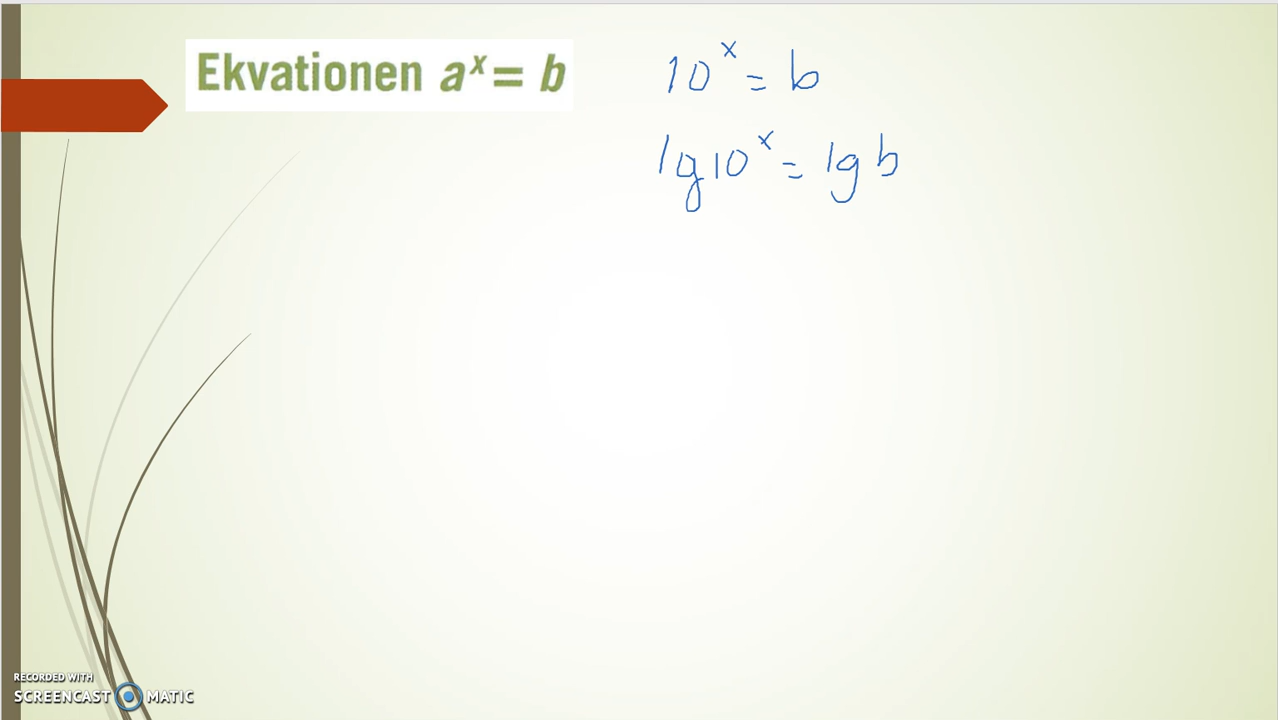 Ekvationen aˣ = b
10ˣ = b
lg10ˣ = lg b
RECORDED WITH
SCREENCAST MATIC